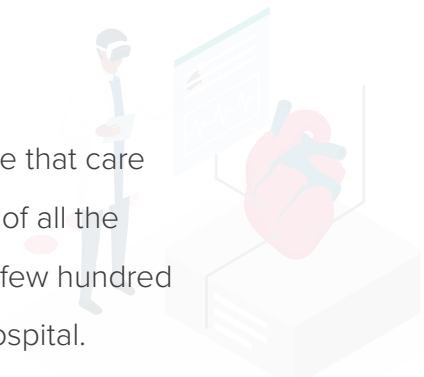 e that care
of all the
few hundred
ospital.